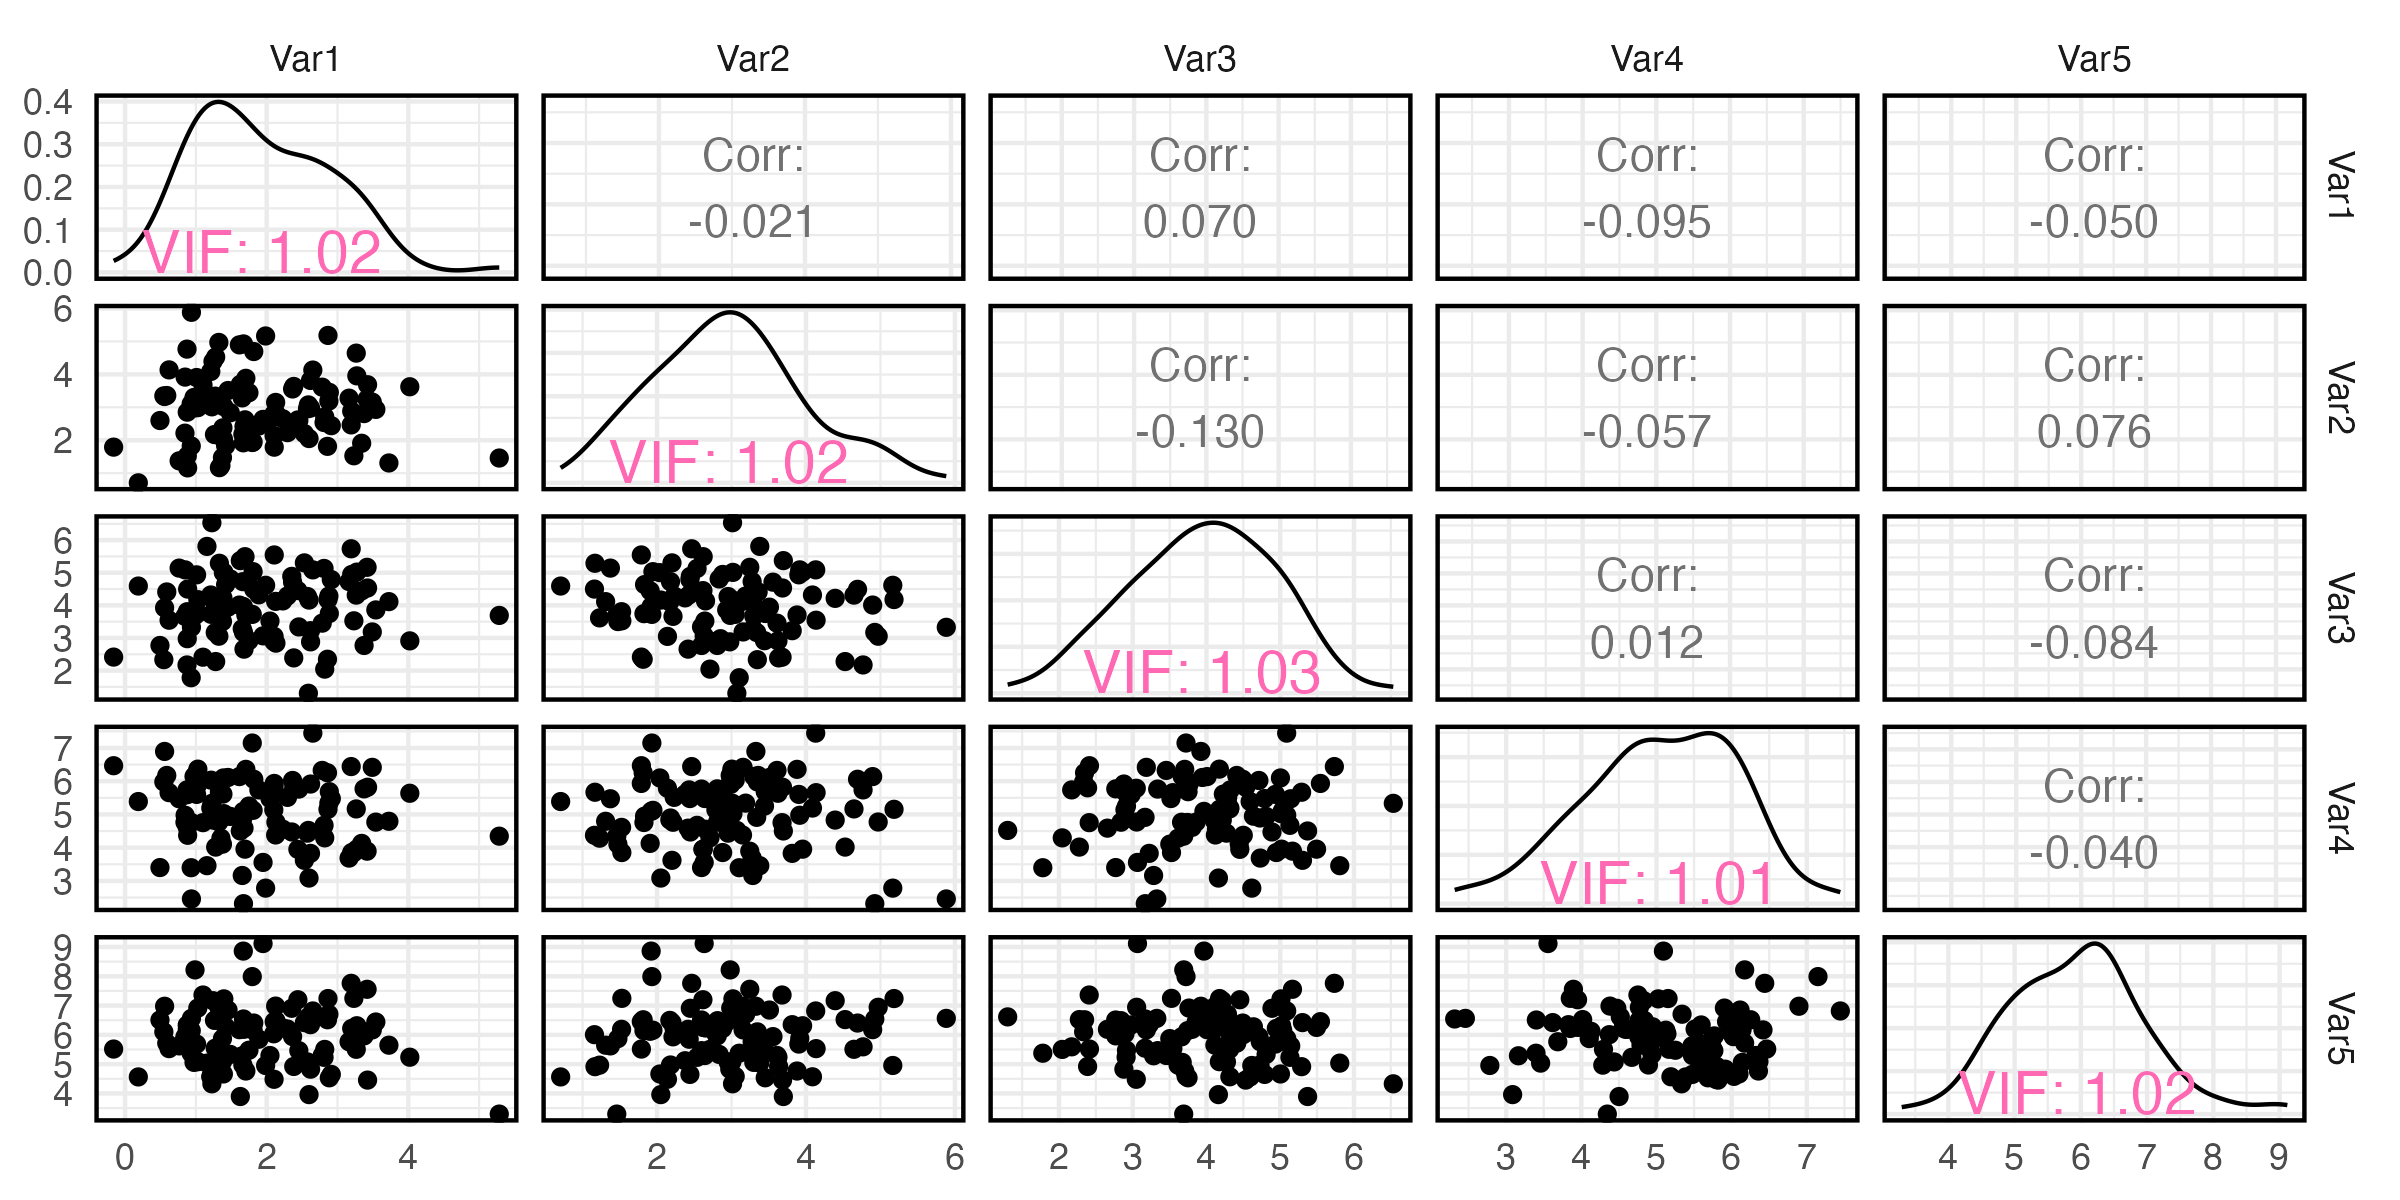 Var1 Var2 Var3 Var4 Var5
0.4
0.3
0.2
0.1
0.0
VIF: 1.02
Corr:
-0.021
Corr:
0.070
Corr:
-0.095
Corr:
-0.050
Var1
6
4
2
VIF: 1.02
Corr:
-0.130
Corr:
-0.057
Corr:
0.076
Var2
6
5
4
3
2
VIF: 1.03
Corr:
0.012
Corr:
-0.084
Var3
7
6
5
4
3
VIF: 1.01
Corr:
-0.040
Var4
9
8
7
6
5
4
VIF: 1.02
Var5
0 2 4 2 4 6 2 3 4 5 6 3 4 5 6 7 4 5 6 7 8 9